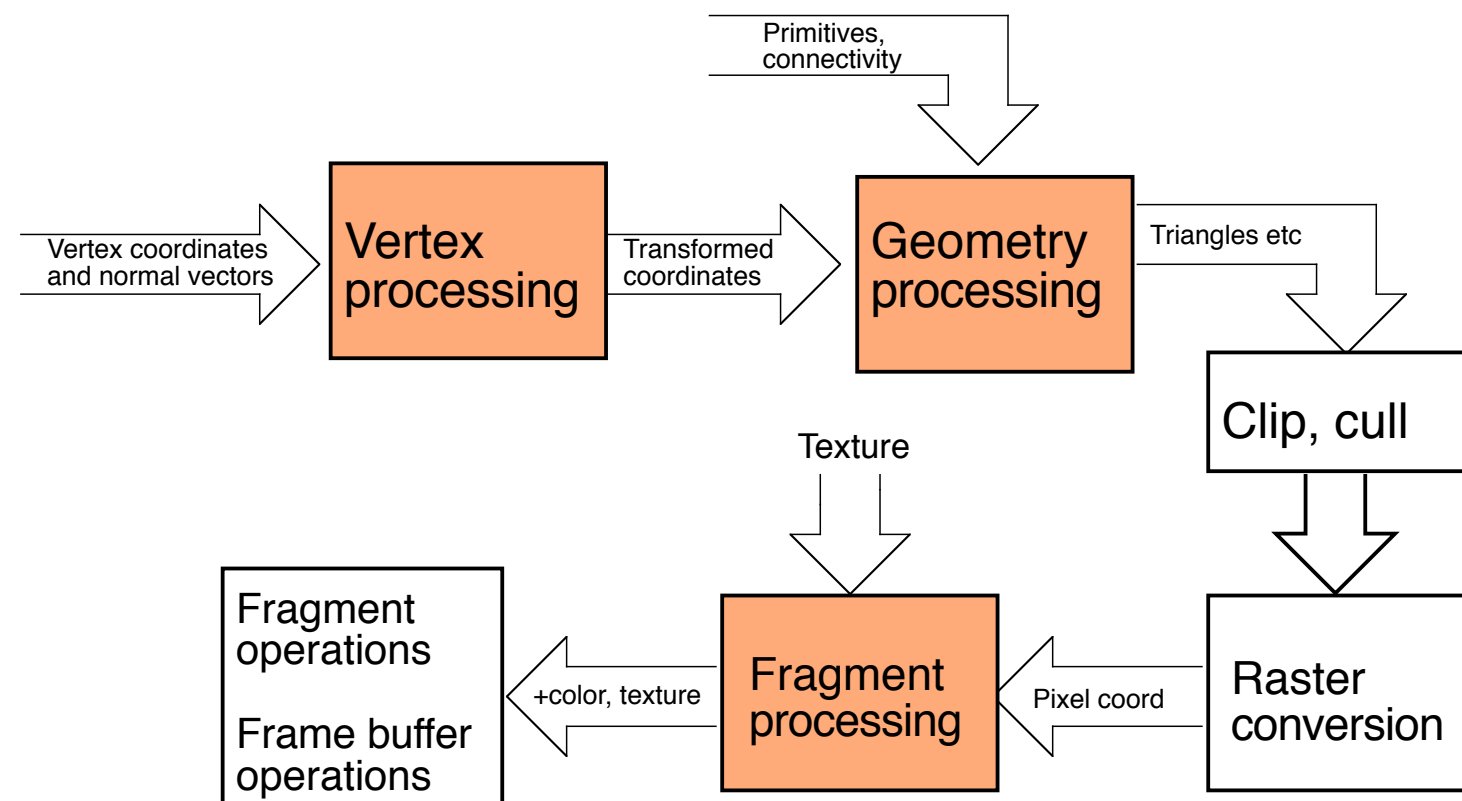 Primitives,
connectivity
Vertex coordinates
and normal vectors
Vertex
processing
Transformed
coordinates
Geometry
processing
Triangles etc
Clip, cull
Texture
Fragment
operations
Frame buffer
operations
+color, texture
Fragment
processing
Pixel coord
Raster
conversion